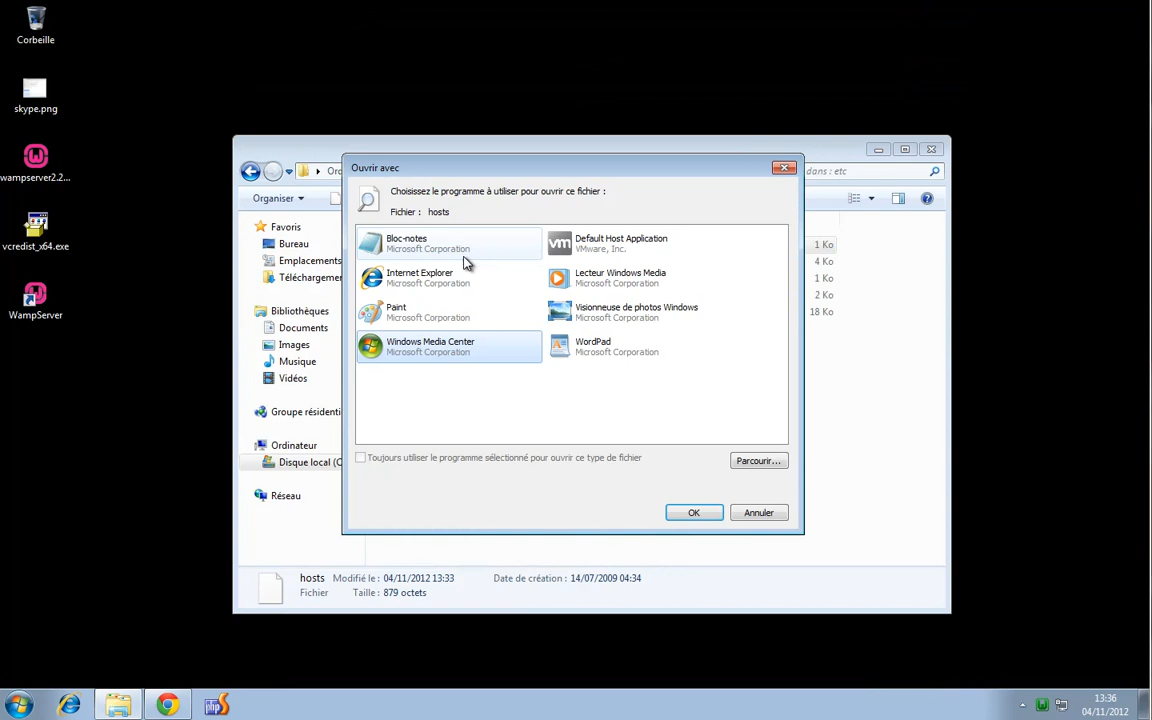 Corbeille
skype.png
wampserver2.2...
vcredist_x64.exe
WampServer
Ord
dans : etc
Organiser
Favoris
Bureau
Emplacements
Téléchargemer
Bibliothèques
Documents
Images
Musique
Vidéos
Groupe résidenti
Ordinateur
Disque local (C
Réseau
1 Ko
4 Ko
1 Ko
2 Ko
18 Ko
Ouvrir avec
Choisissez le programme à utiliser pour ouvrir ce fichier :
Fichier : hosts
Bloc-notes
Microsoft Corporation
vm
Default Host Application
VMware, Inc.
Internet Explorer
Microsoft Corporation
Lecteur Windows Media
Microsoft Corporation
Paint
Microsoft Corporation
Visionneuse de photos Windows
Microsoft Corporation
Windows Media Center
Microsoft Corporation
WordPad
Microsoft Corporation
Toujours utiliser le programme sélectionné pour ouvrir ce type de fichier
Parcourir...
OK
Annuler
hosts Modifié le : 04/11/2012 13:33 Date de création : 14/07/2009 04:34
Fichier Taille : 879 octets
php
13:36
04/11/2012